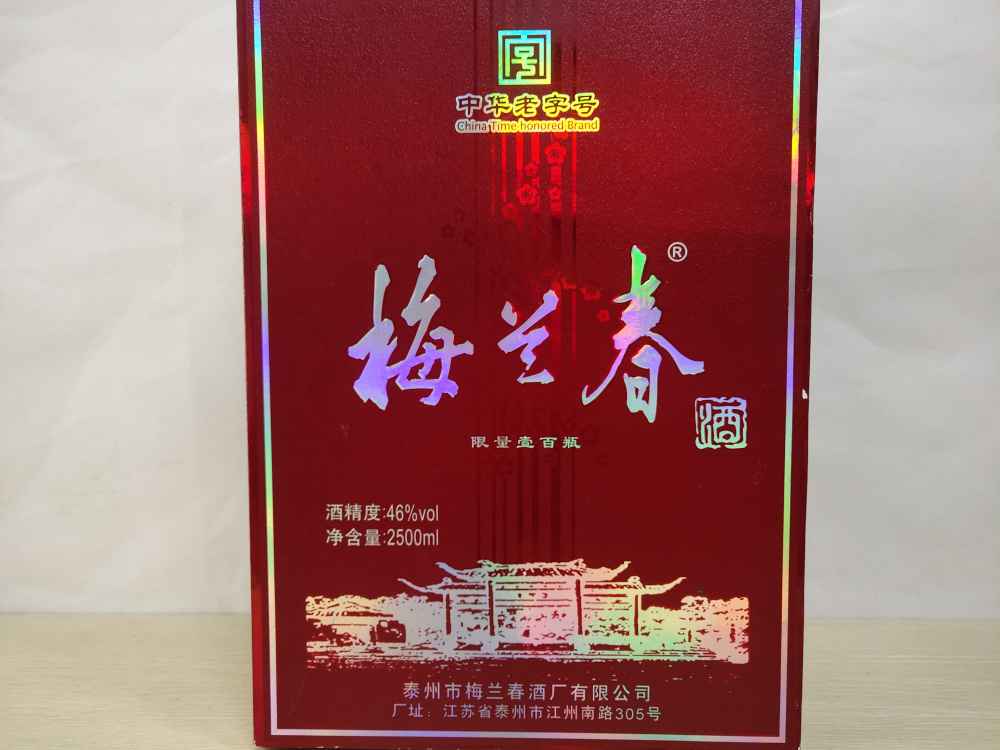 字号
中华老字号
China Time-honored Brand
梅兰春®
酒
限量壹百瓶
酒精度:46%vol
净含量:2500ml
泰州市梅兰春酒厂有限公司
厂址：江苏省泰州市江州南路305号